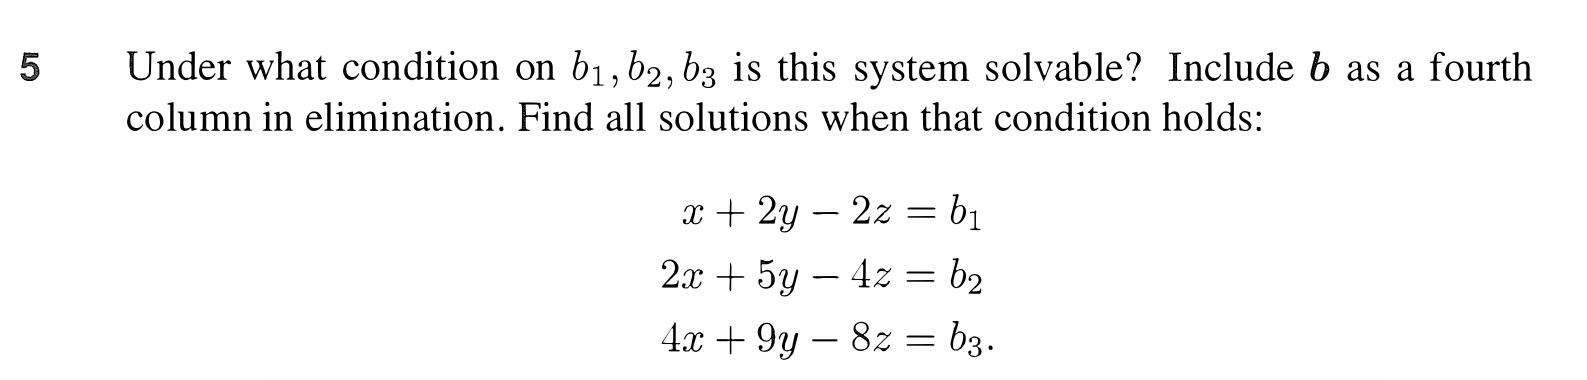 5 Under what condition on b₁, b₂, b₃ is this system solvable? Include b as a fourth
column in elimination. Find all solutions when that condition holds:
x + 2y − 2z = b₁
2x + 5y − 4z = b₂
4x + 9y − 8z = b₃.